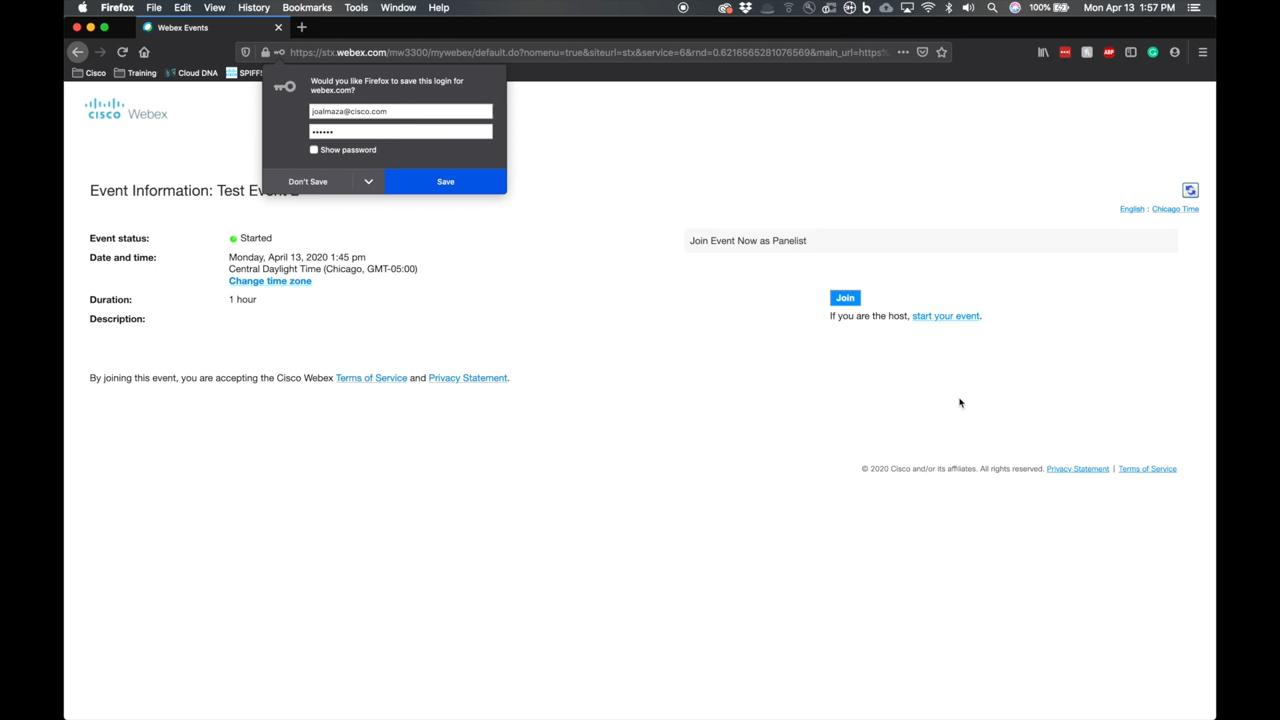 Firefox File Edit View History Bookmarks Tools Window Help 100% Mon Apr 13 1:57 PM
Webex Events
https://stx.webex.com/mw3300/mywebex/default.do?nomenu=true&siteurl=stx&service=6&rnd=0.6216565281976569&main_url=https%
Cisco Training Cloud DNA
Would you like Firefox to save this login for
webex.com?
joalmaza@cisco.com
••••••
Show password
Don't Save Save
cisco Webex
Event Information: Test
English : Chicago Time
Event status: Started
Join Event Now as Panelist
Date and time: Monday, April 13, 2020 1:45 pm
Central Daylight Time (Chicago, GMT-05:00)
Change time zone
Duration: 1 hour
Join
If you are the host, start your event.
Description:
By joining this event, you are accepting the Cisco Webex Terms of Service and Privacy Statement.
© 2020 Cisco and/or its affiliates. All rights reserved. Privacy Statement | Terms of Service